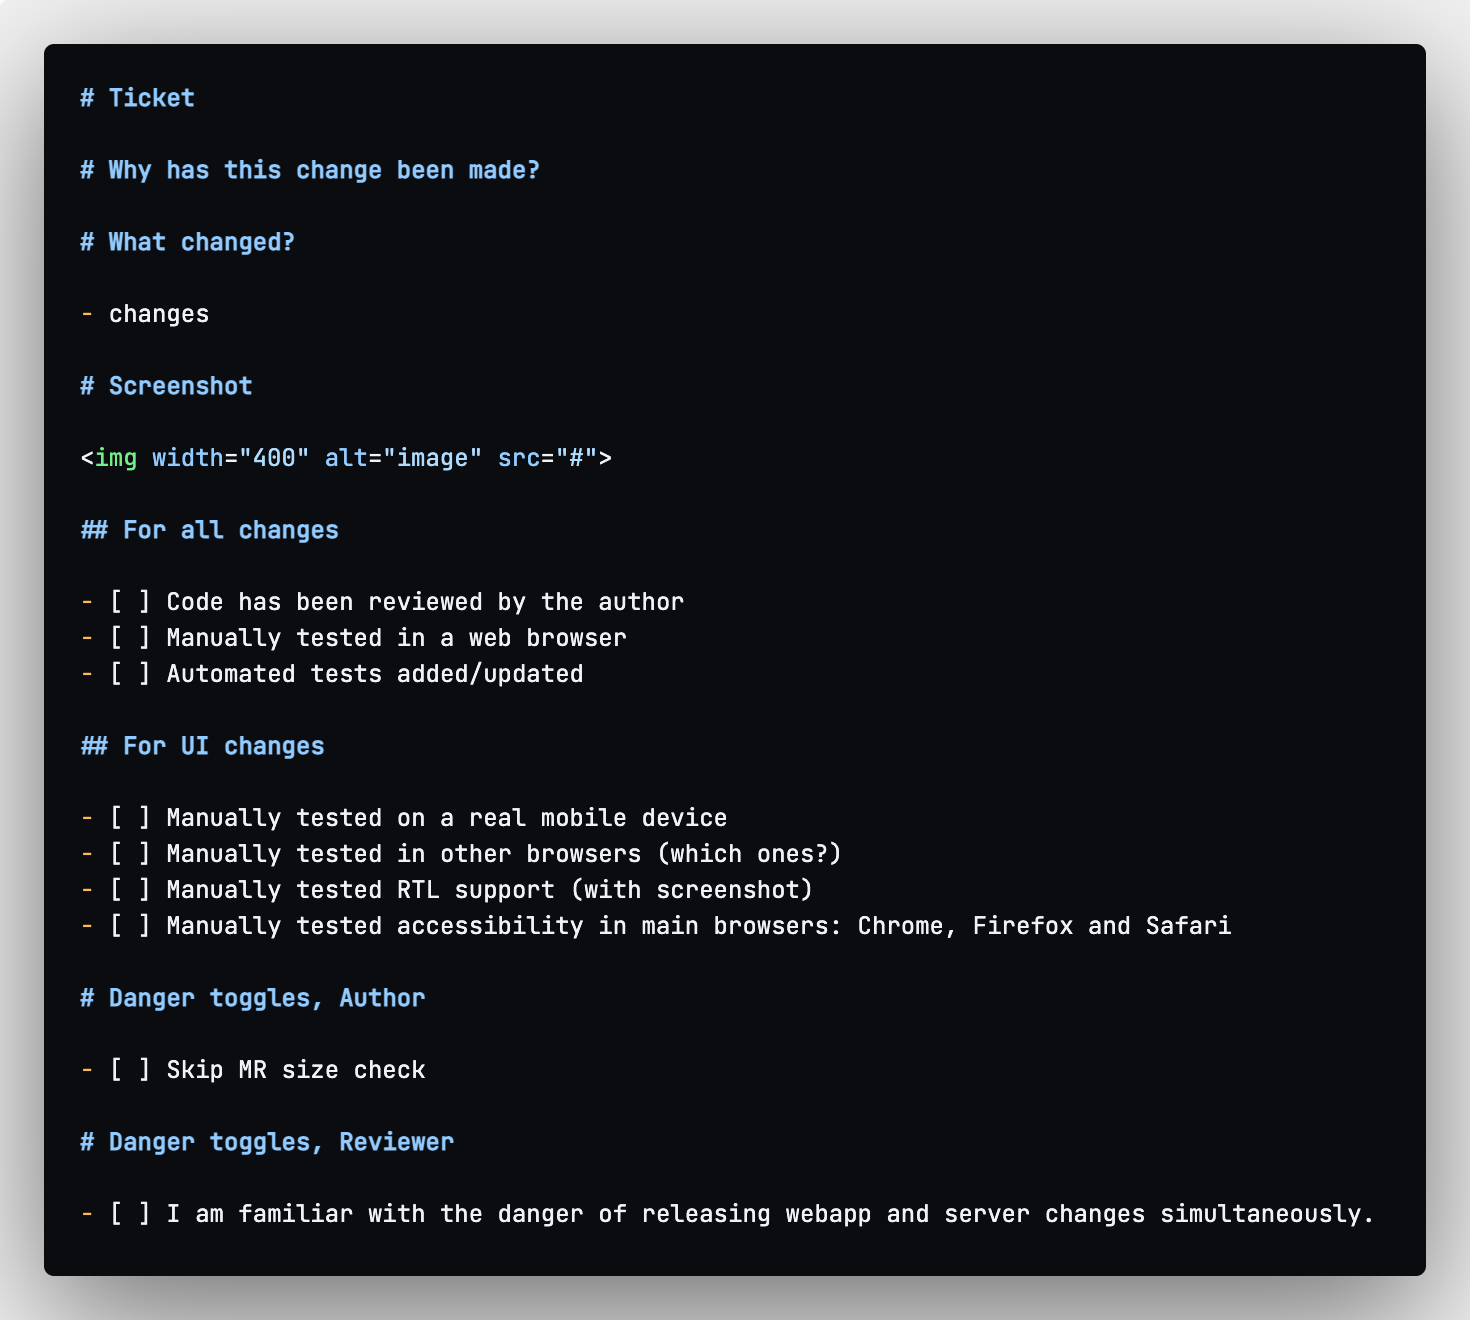 # Ticket
# Why has this change been made?
# What changed?
- changes
# Screenshot
<img width="400" alt="image" src="#">
## For all changes
- [ ] Code has been reviewed by the author
- [ ] Manually tested in a web browser
- [ ] Automated tests added/updated
## For UI changes
- [ ] Manually tested on a real mobile device
- [ ] Manually tested in other browsers (which ones?)
- [ ] Manually tested RTL support (with screenshot)
- [ ] Manually tested accessibility in main browsers: Chrome, Firefox and Safari
# Danger toggles, Author
- [ ] Skip MR size check
# Danger toggles, Reviewer
- [ ] I am familiar with the danger of releasing webapp and server changes simultaneously.